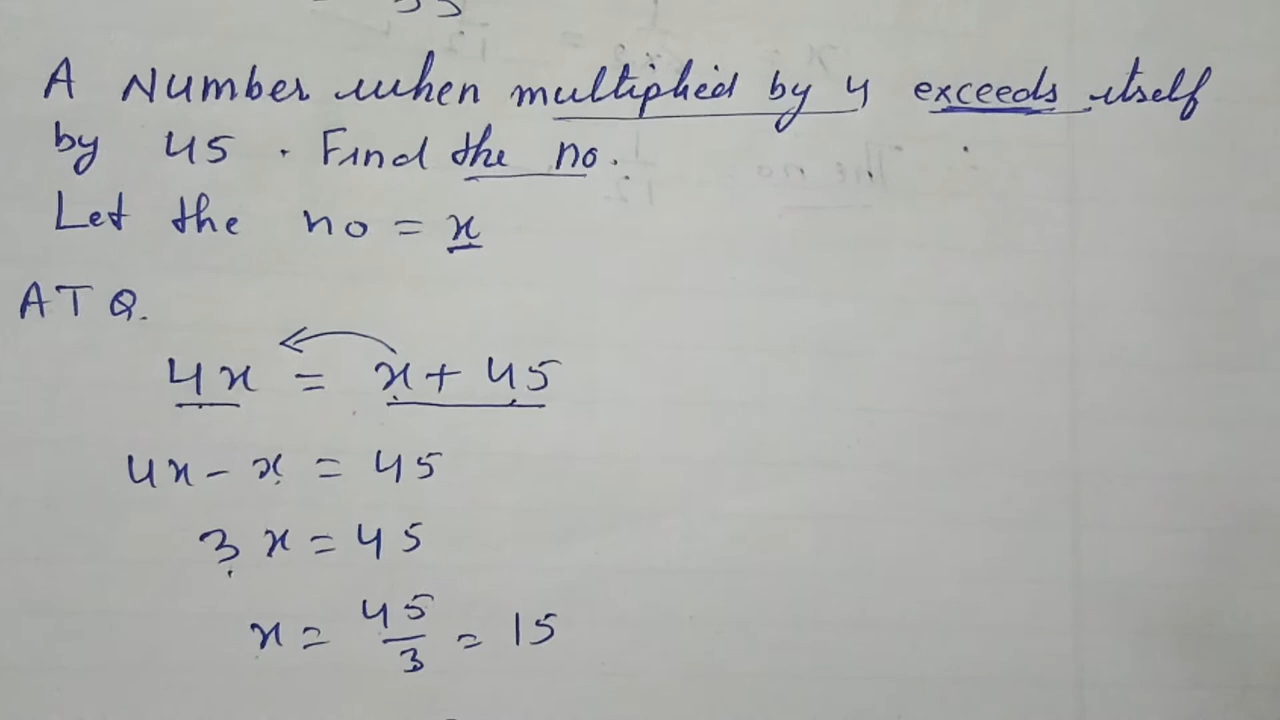 A Number when multiplied by 4 exceeds itself
by 45. Find the no.
Let the no = x
ATQ.
4x = x + 45
4x - x = 45
3x = 45
x = 45/3 = 15